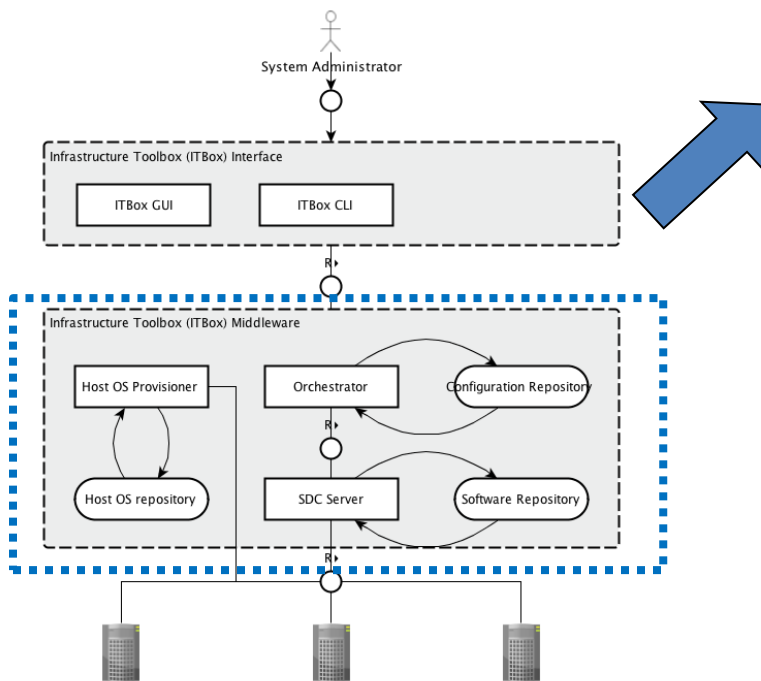 System Administrator
Infrastructure Toolbox (ITBox) Interface
ITBox GUI
ITBox CLI
R
Infrastructure Toolbox (ITBox) Middleware
Host OS Provisioner
Orchestrator
Configuration Repository
R
Host OS repository
SDC Server
Software Repository
R